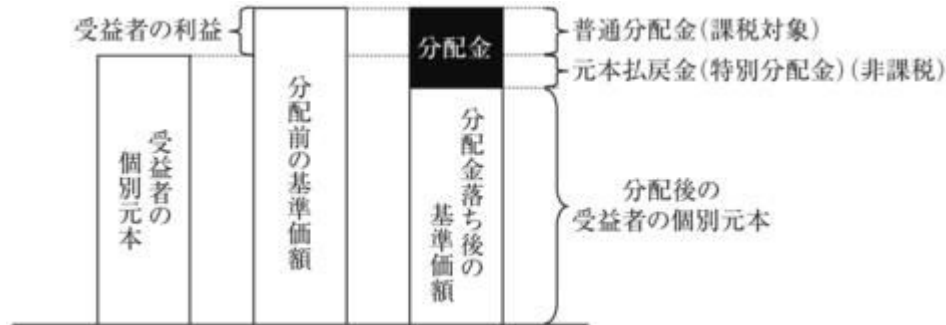 受益者の利益
受益者の
個別元本
分配前の基準価額
分配金
分配金落ち後の
基準価額
普通分配金(課税対象)
元本払戻金(特別分配金)(非課税)
分配後の
受益者の個別元本